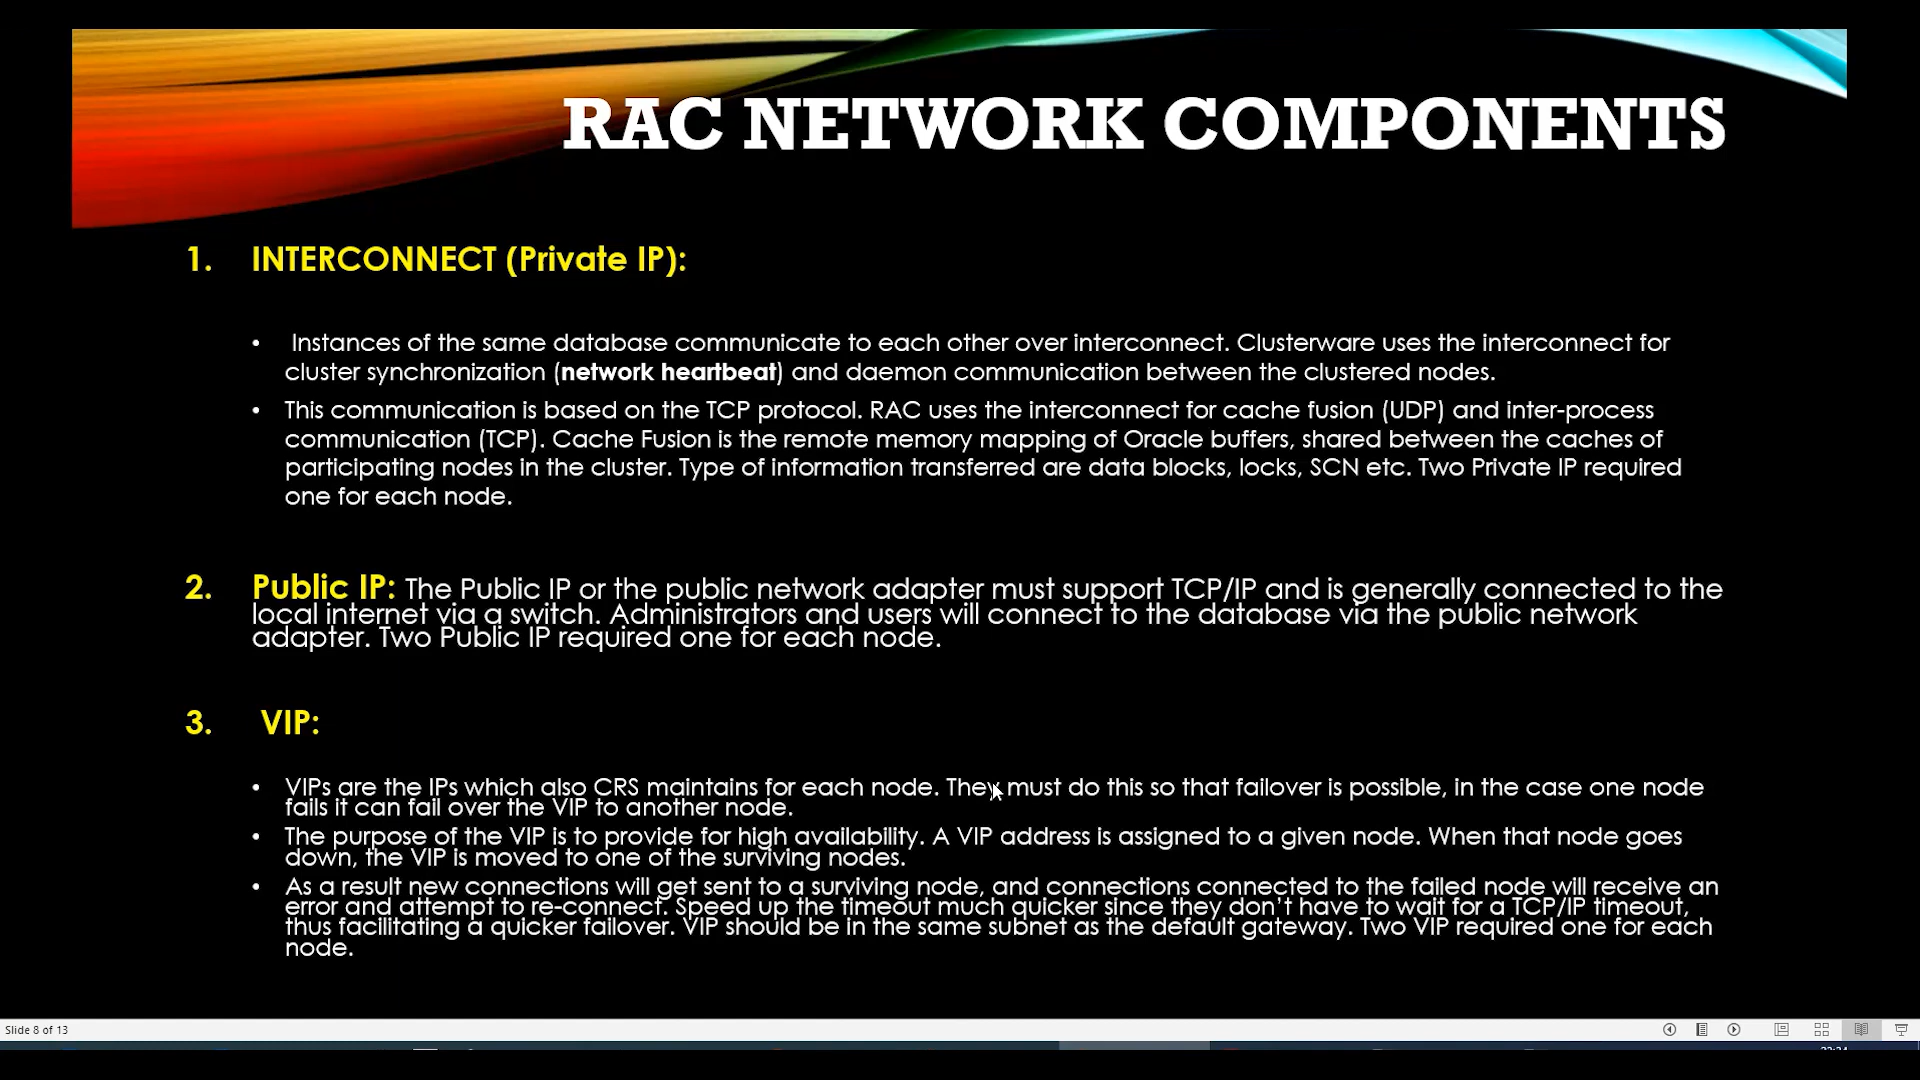 RAC NETWORK COMPONENTS
1. INTERCONNECT (Private IP):
• Instances of the same database communicate to each other over interconnect. Clusterware uses the interconnect for
cluster synchronization (network heartbeat) and daemon communication between the clustered nodes.
• This communication is based on the TCP protocol. RAC uses the interconnect for cache fusion (UDP) and inter-process
communication (TCP). Cache Fusion is the remote memory mapping of Oracle buffers, shared between the caches of
participating nodes in the cluster. Type of information transferred are data blocks, locks, SCN etc. Two Private IP required
one for each node.
2. Public IP: The Public IP or the public network adapter must support TCP/IP and is generally connected to the
local internet via a switch. Administrators and users will connect to the database via the public network
adapter. Two Public IP required one for each node.
3. VIP:
• VIPs are the IPs which also CRS maintains for each node. They must do this so that failover is possible, in the case one node
fails it can fail over the VIP to another node.
• The purpose of the VIP is to provide for high availability. A VIP address is assigned to a given node. When that node goes
down, the VIP is moved to one of the surviving nodes.
• As a result new connections will get sent to a surviving node, and connections connected to the failed node will receive an
error and attempt to re-connect. Speed up the timeout much quicker since they don't have to wait for a TCP/IP timeout,
thus facilitating a quicker failover. VIP should be in the same subnet as the default gateway. Two VIP required one for each
node.
Slide 8 of 13